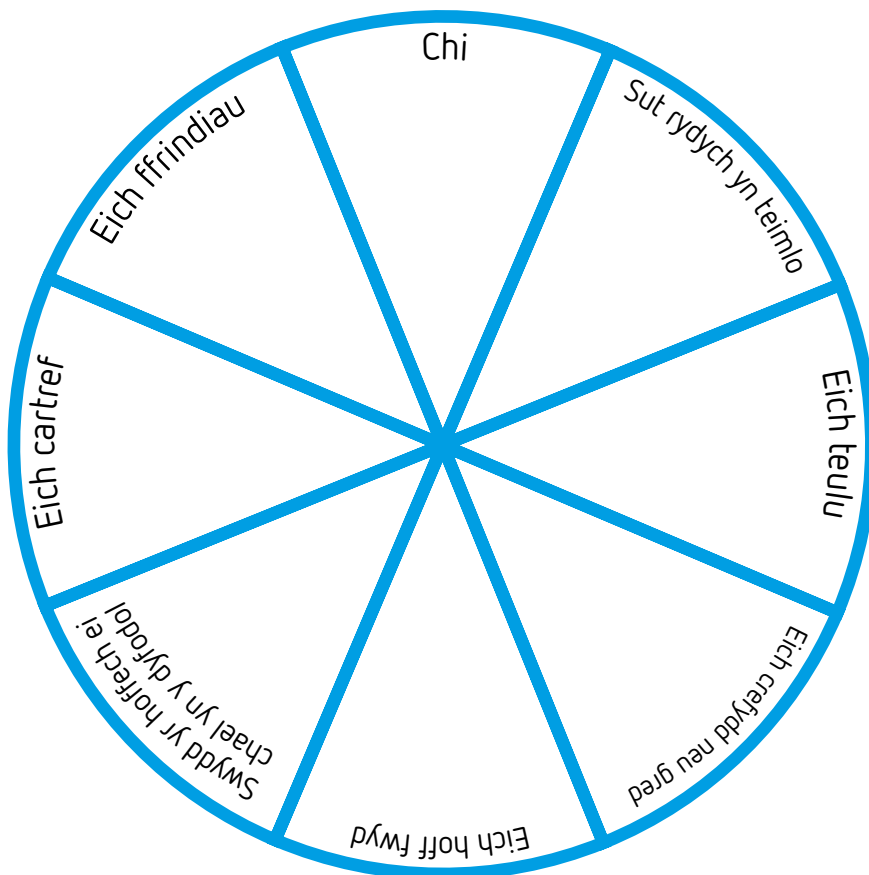 Chi
Sut rydych yn teimlo
Eich teulu
Eich crefydd neu gred
Eich hoff fwyd
Swydd yr hoffech ei
chael yn y dyfodol
Eich cartref
Eich ffrindiau